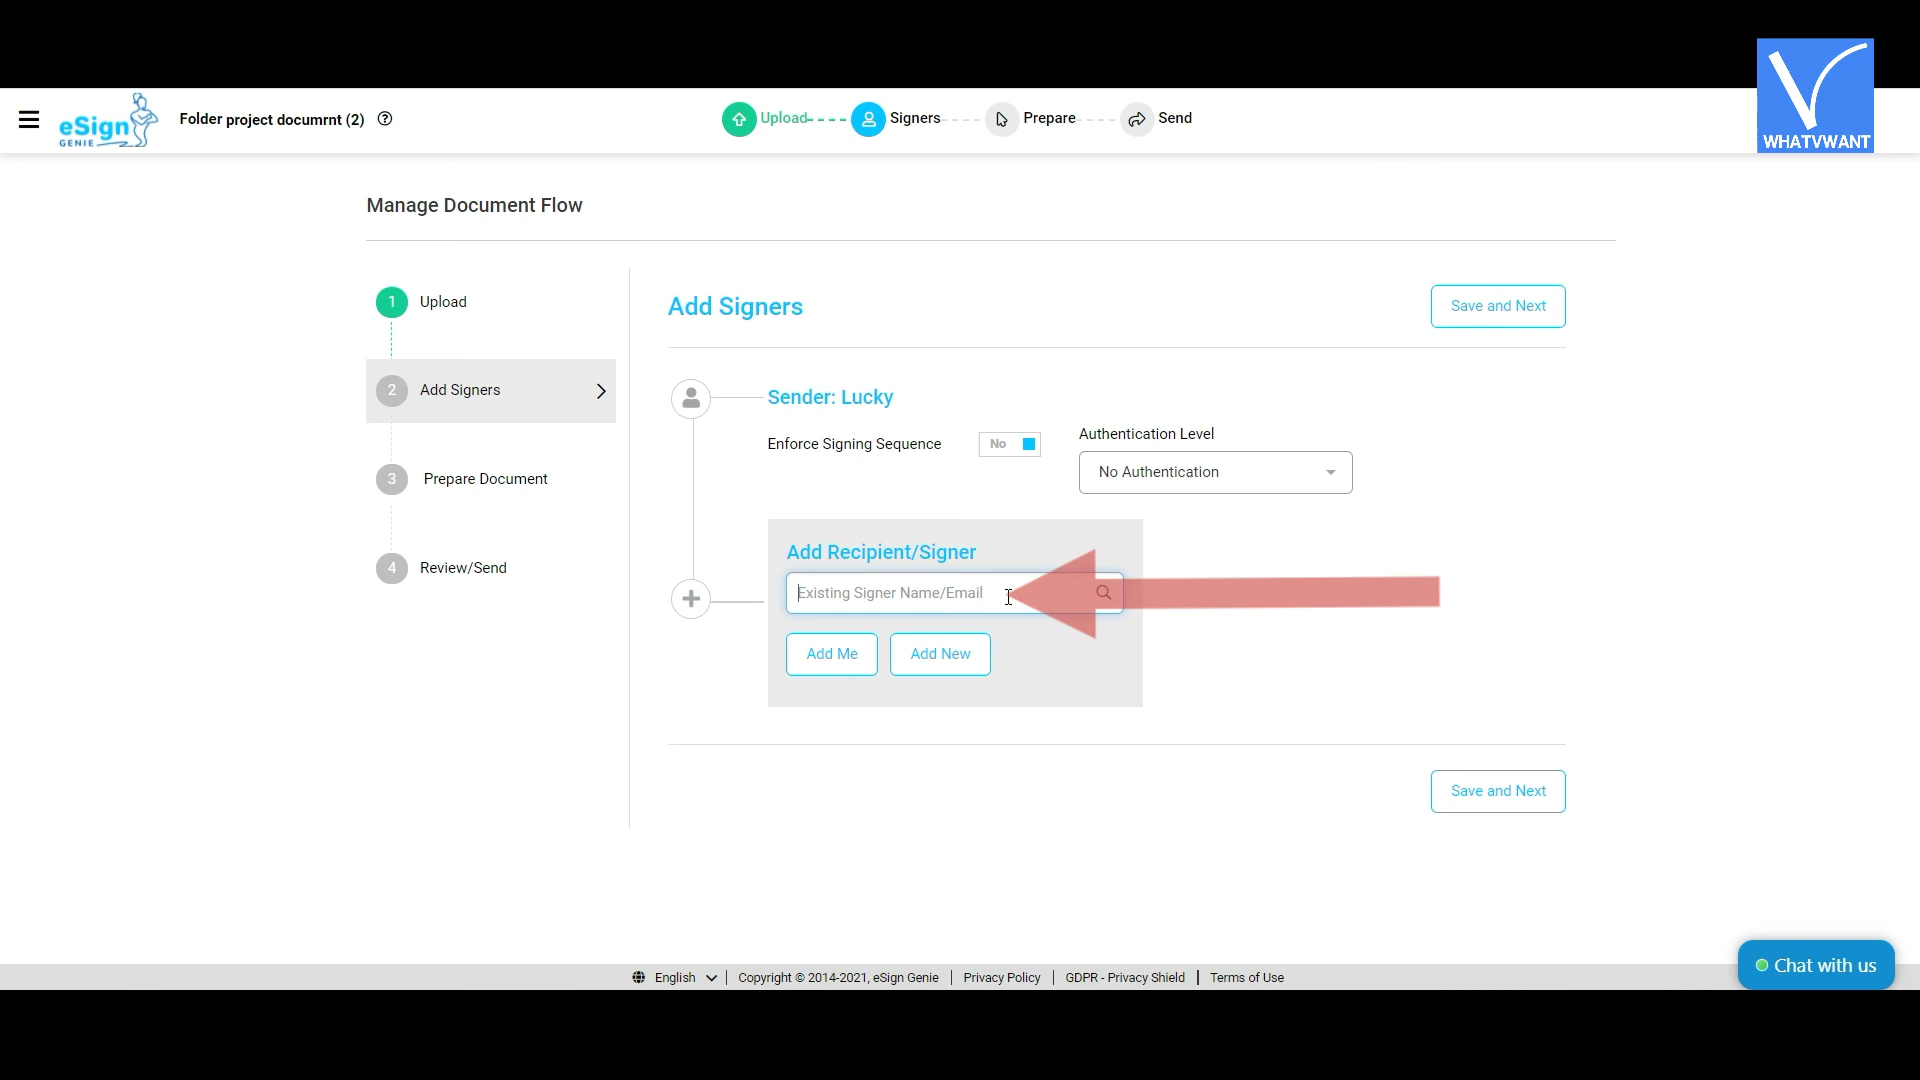 eSign
GENIE
Folder project documrnt (2)
Upload
Signers
Prepare
Send
WHATVWANT
Manage Document Flow
1 Upload
2 Add Signers
3 Prepare Document
4 Review/Send
Add Signers
Save and Next
Sender: Lucky
Enforce Signing Sequence
No
Authentication Level
No Authentication
Add Recipient/Signer
Existing Signer Name/Email
Add Me
Add New
Save and Next
English
Copyright © 2014-2021, eSign Genie
Privacy Policy
GDPR - Privacy Shield
Terms of Use
Chat with us